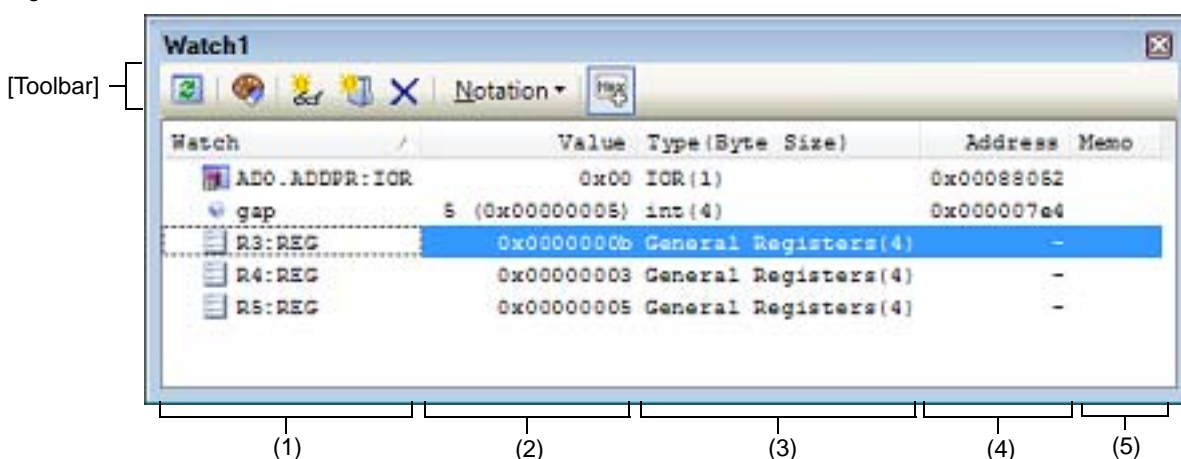 Watch1
[Toolbar]
Notation
Hex
Watch Value Type(Byte Size) Address Memo
AD0.ADDPR:IOR 0x00 IOR(1) 0x00088052
gap 5 (0x00000005) int(4) 0x000007e4
R3:REG 0x0000000b General Registers(4) -
R4:REG 0x00000003 General Registers(4) -
R5:REG 0x00000005 General Registers(4) -
(1) (2) (3) (4) (5)